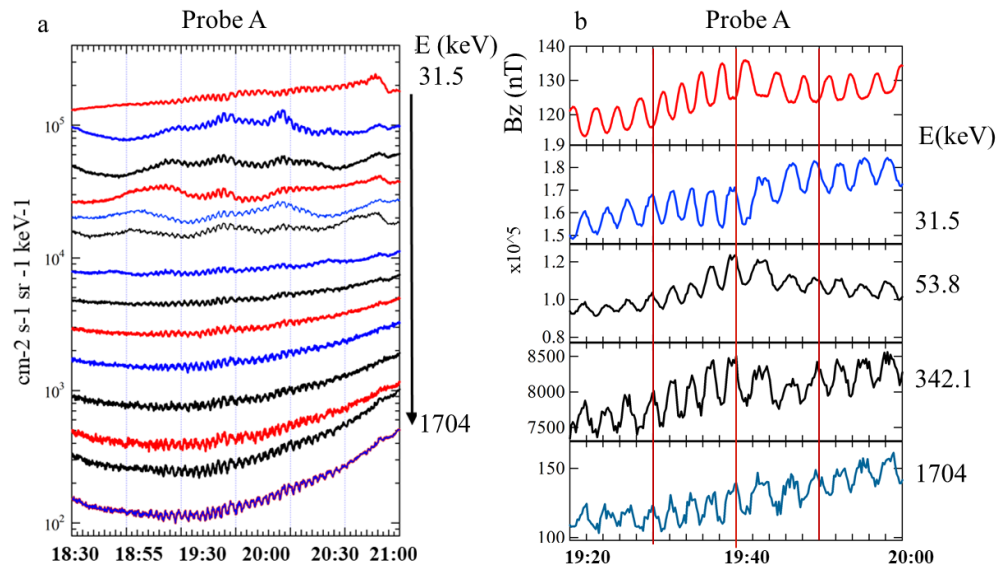 a
Probe A
E (keV)
31.5
1704
cm-2 s-1 sr -1 keV-1
10^5
10^4
10^3
10^2
18:30 18:55 19:30 20:00 20:30 21:00
b
Probe A
Bz (nT)
140
130
120
1.9
E(keV)
1.8
1.7
1.6
1.5
31.5
x10^5
1.2
1.0
0.8
53.8
8500
8000
7500
342.1
150
100
1704
19:20 19:40 20:00